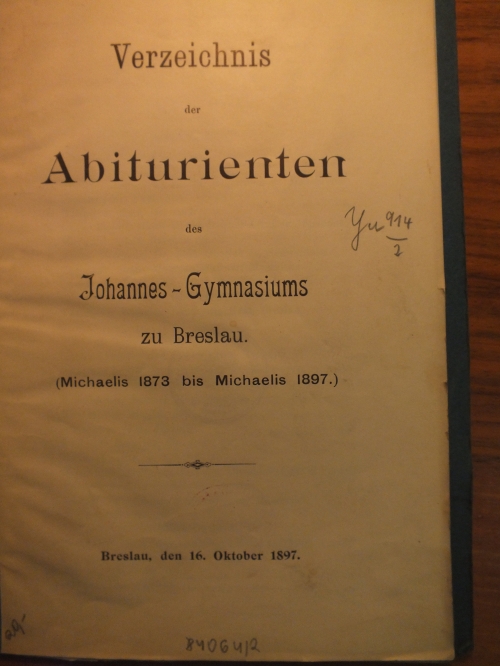 Verzeichnis
der
Abiturienten
des
Yu 914
2
Johannes-Gymnasiums
zu Breslau.
(Michaelis 1873 bis Michaelis 1897.)
Breslau, den 16. Oktober 1897.
84064/2